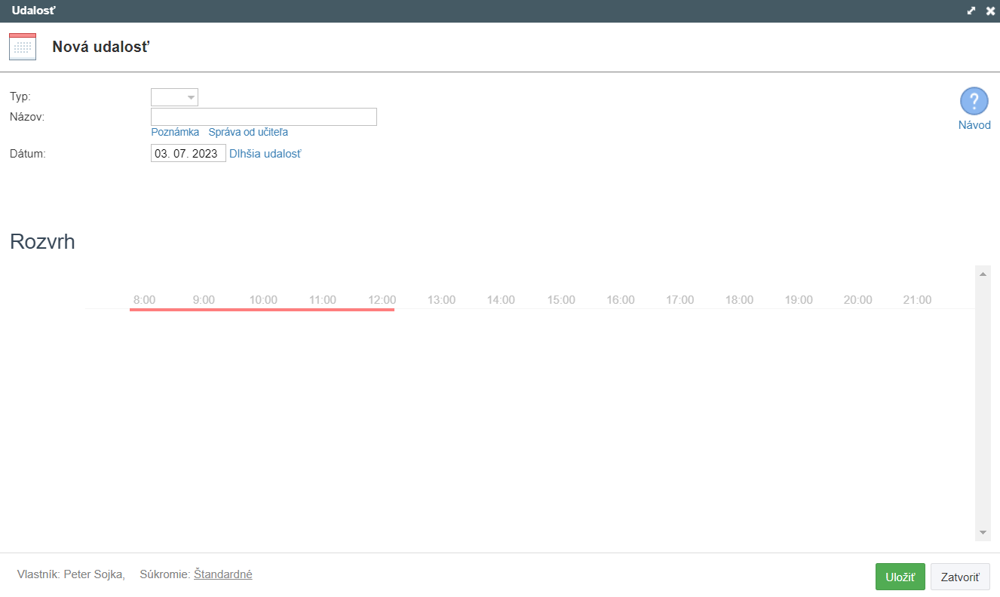 Udalosť
Nová udalosť
Typ:
Názov:
Poznámka Správa od učiteľa
Dátum: 03. 07. 2023 Dlhšia udalosť
?
Návod
Rozvrh
8:00 9:00 10:00 11:00 12:00 13:00 14:00 15:00 16:00 17:00 18:00 19:00 20:00 21:00
Vlastník: Peter Sojka, Súkromie: Štandardné
Uložiť Zatvoriť